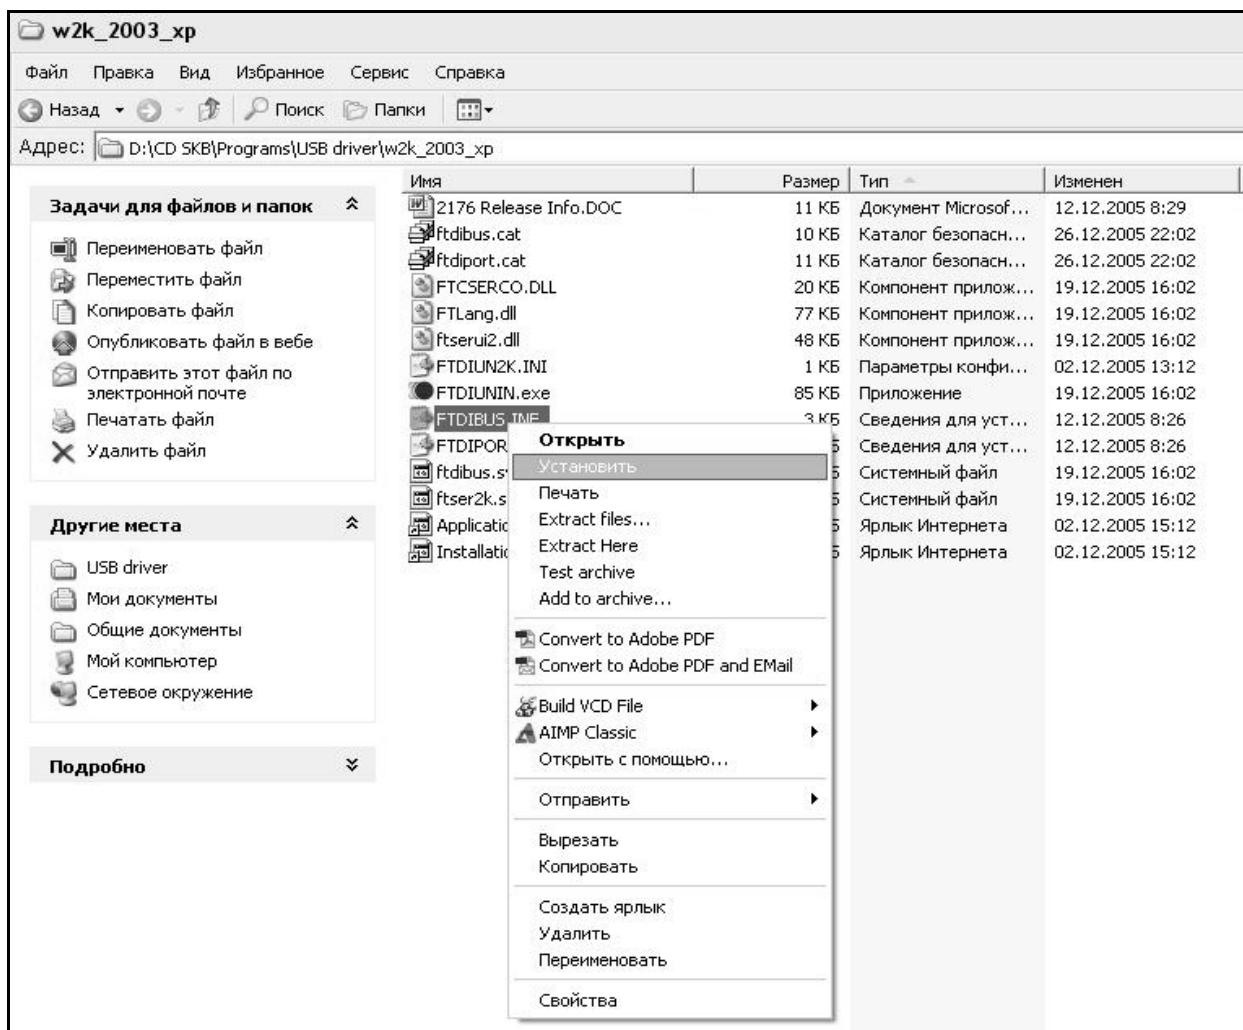 w2k_2003_xp
Файл Правка Вид Избранное Сервис Справка
Назад Поиск Папки
Адрес: D:\CD SKB\Programs\USB driver\w2k_2003_xp
Задачи для файлов и папок
Переименовать файл
Переместить файл
Копировать файл
Опубликовать файл в вебе
Отправить этот файл по
электронной почте
Печатать файл
Удалить файл
Другие места
USB driver
Мои документы
Общие документы
Мой компьютер
Сетевое окружение
Подробно
Имя Размер Тип Изменен
2176 Release Info.DOC 11 КБ Документ Microsof... 12.12.2005 8:29
ftdibus.cat 10 КБ Каталог безопасн... 26.12.2005 22:02
ftdiport.cat 11 КБ Каталог безопасн... 26.12.2005 22:02
FTCSERCO.DLL 20 КБ Компонент прилож... 19.12.2005 16:02
FTLang.dll 77 КБ Компонент прилож... 19.12.2005 16:02
ftserui2.dll 48 КБ Компонент прилож... 19.12.2005 16:02
FTDIUN2K.INI 1 КБ Параметры конфи... 02.12.2005 13:12
FTDIUNIN.exe 85 КБ Приложение 19.12.2005 16:02
FTDIBUS.INF 3 КБ Сведения для уст... 12.12.2005 8:26
FTDIPOR Б Сведения для уст... 12.12.2005 8:26
ftdibus.s Б Системный файл 19.12.2005 16:02
ftser2k.s Б Системный файл 19.12.2005 16:02
Applicatio Б Ярлык Интернета 02.12.2005 15:12
Installatio Б Ярлык Интернета 02.12.2005 15:12
Открыть
Установить
Печать
Extract files...
Extract Here
Test archive
Add to archive...
Convert to Adobe PDF
Convert to Adobe PDF and EMail
Build VCD File
AIMP Classic
Открыть с помощью...
Отправить
Вырезать
Копировать
Создать ярлык
Удалить
Переименовать
Свойства